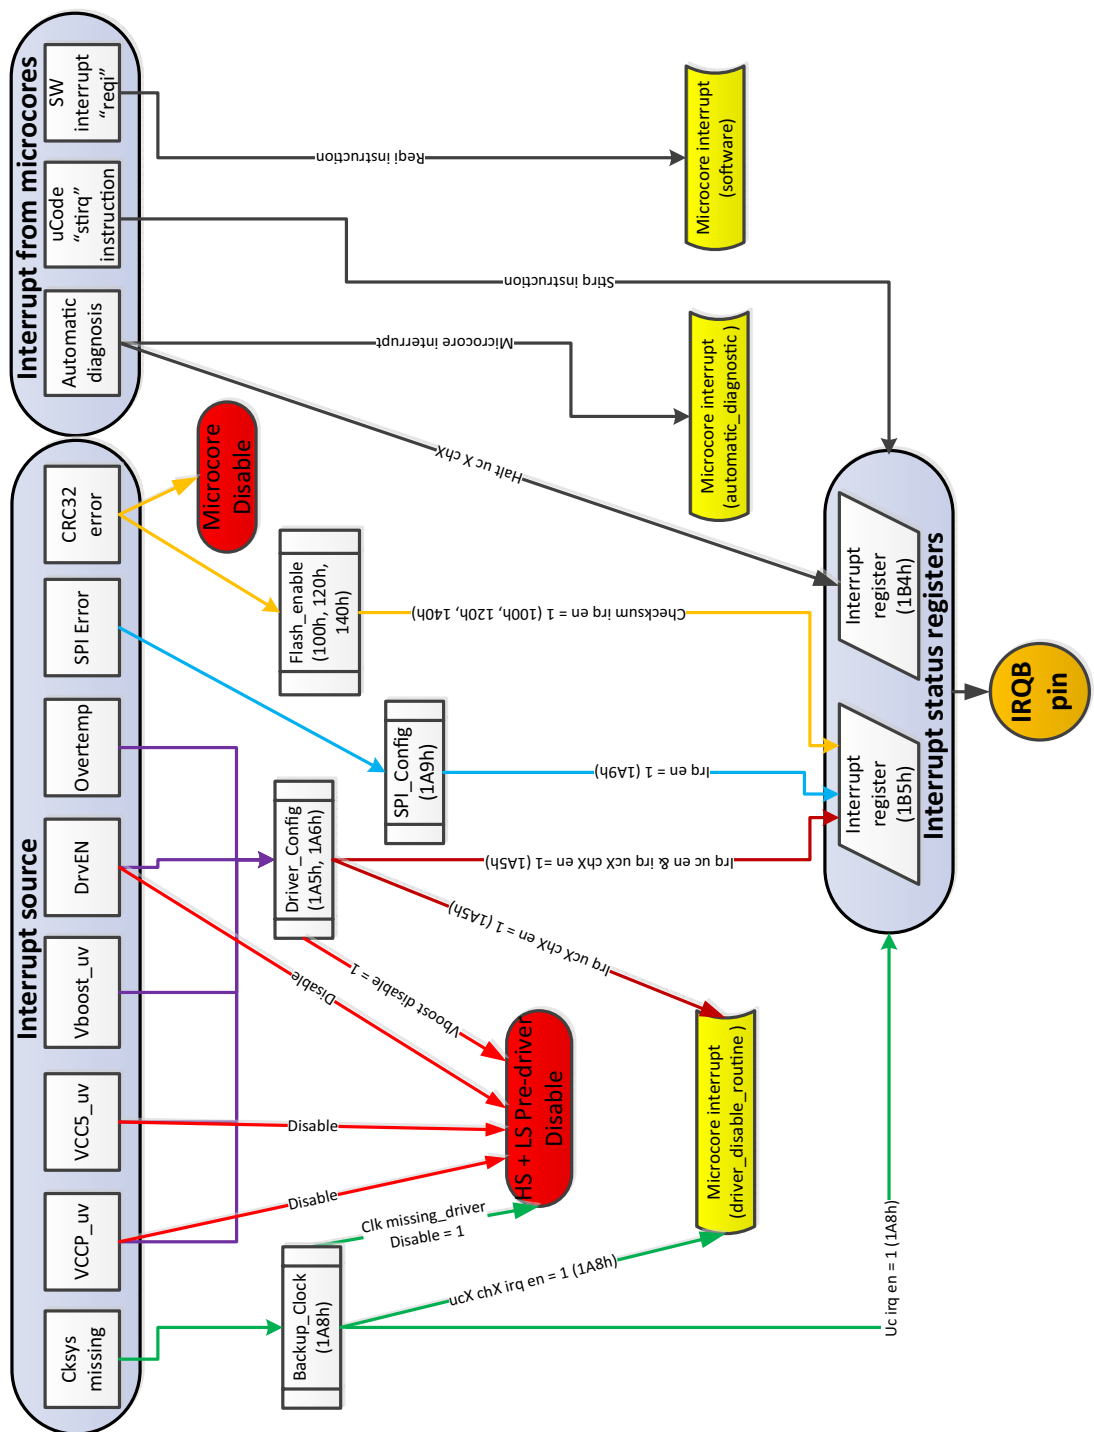 Interrupt source
Cksys
missing
VCCP_uv
VCC5_uv
Vboost_uv
DrvEN
Overtemp
SPI Error
CRC32
error
Interrupt from microcores
Automatic
diagnosis
uCode
“stirq”
instruction
SW
interrupt
“reqi”
Microcore
Disable
Flash_enable
(100h, 120h,
140h)
SPI_Config
(1A9h)
Driver_Config
(1A5h, 1A6h)
Backup_Clock
(1A8h)
Disable
Disable
Disable
Vboost disable = 1
Clk missing_driver
Disable = 1
HS + LS Pre-driver
Disable
ucX chX irq en = 1 (1A8h)
Irq ucX chX en = 1 (1A5h)
Irq uc en & irq ucX chX en =1 (1A5h)
Irq en = 1 (1A9h)
Checksum irq en = 1 (100h, 120h, 140h)
Halt uc X chX
Microcore interrupt
Stirq instruction
Reqi instruction
Microcore interrupt
(driver_disable_routine )
Microcore interrupt
(automatic_diagnostic )
Microcore interrupt
(software)
Uc irq en = 1 (1A8h)
Interrupt
register
(1B5h)
Interrupt
register
(1B4h)
Interrupt status registers
IRQB
pin